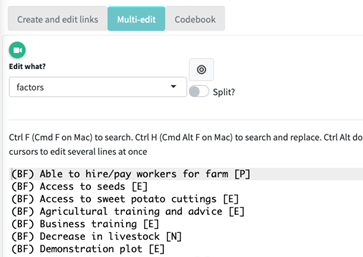 Create and edit links Multi-edit Codebook
Edit what?
factors
Split?
Ctrl F (Cmd F on Mac) to search. Ctrl H (Cmd Alt F on Mac) to search and replace. Ctrl Alt do
cursors to edit several lines at once
(BF) Able to hire/pay workers for farm [P]
(BF) Access to seeds [E]
(BF) Access to sweet potato cuttings [E]
(BF) Agricultural training and advice [E]
(BF) Business training [E]
(BF) Decrease in livestock [N]
(BF) Demonstration plot [E]